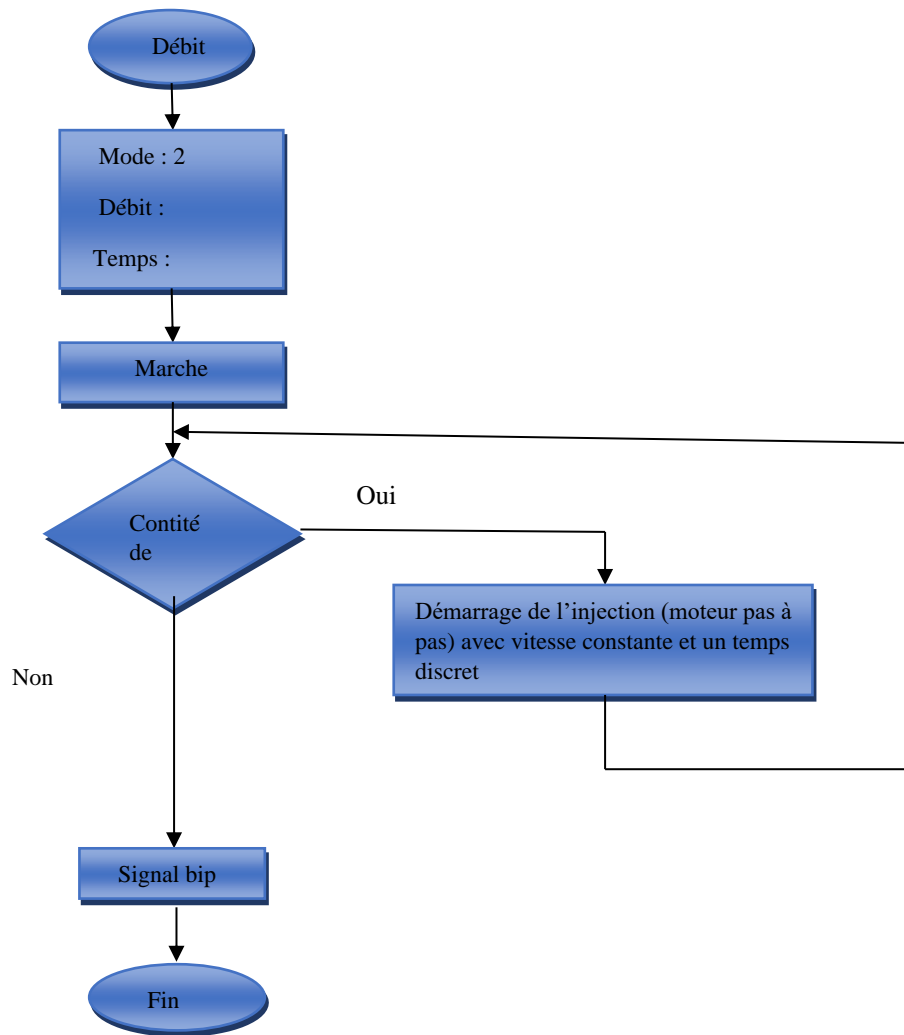 Débit
Mode : 2
Débit :
Temps :
Marche
Contité
de
Oui
Démarrage de l’injection (moteur pas à
pas) avec vitesse constante et un temps
discret
Non
Signal bip
Fin